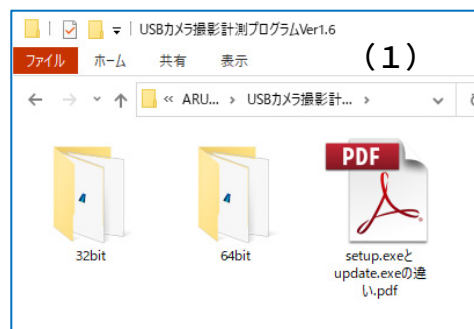 USBカメラ撮影計測プログラムVer1.6
ファイル ホーム 共有 表示
(1)
« ARU... › USBカメラ撮影計... ›
PDF
32bit
64bit
setup.exeと
update.exeの違
い.pdf